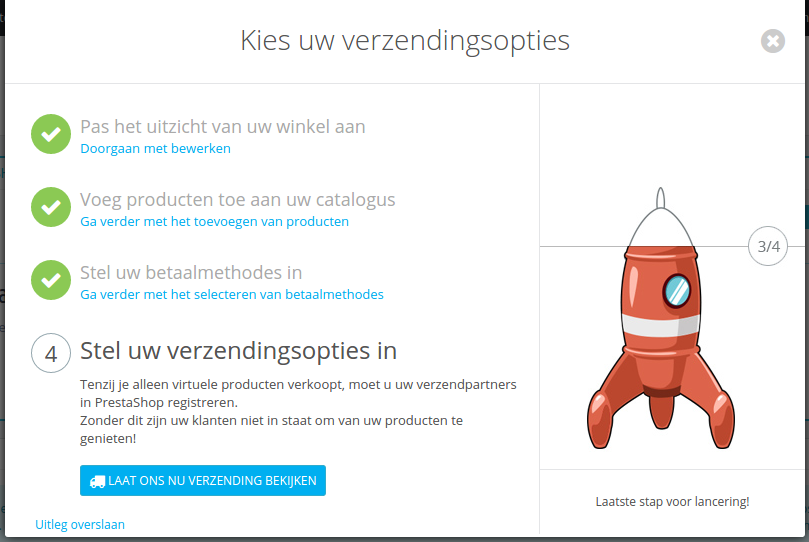 Kies uw verzendingsopties
Pas het uitzicht van uw winkel aan
Doorgaan met bewerken
Voeg producten toe aan uw catalogus
Ga verder met het toevoegen van producten
3/4
Stel uw betaalmethodes in
Ga verder met het selecteren van betaalmethodes
4
Stel uw verzendingsopties in
Tenzij je alleen virtuele producten verkoopt, moet u uw verzendpartners
in PrestaShop registreren.
Zonder dit zijn uw klanten niet in staat om van uw producten te
genieten!
LAAT ONS NU VERZENDING BEKIJKEN
Laatste stap voor lancering!
Uitleg overslaan